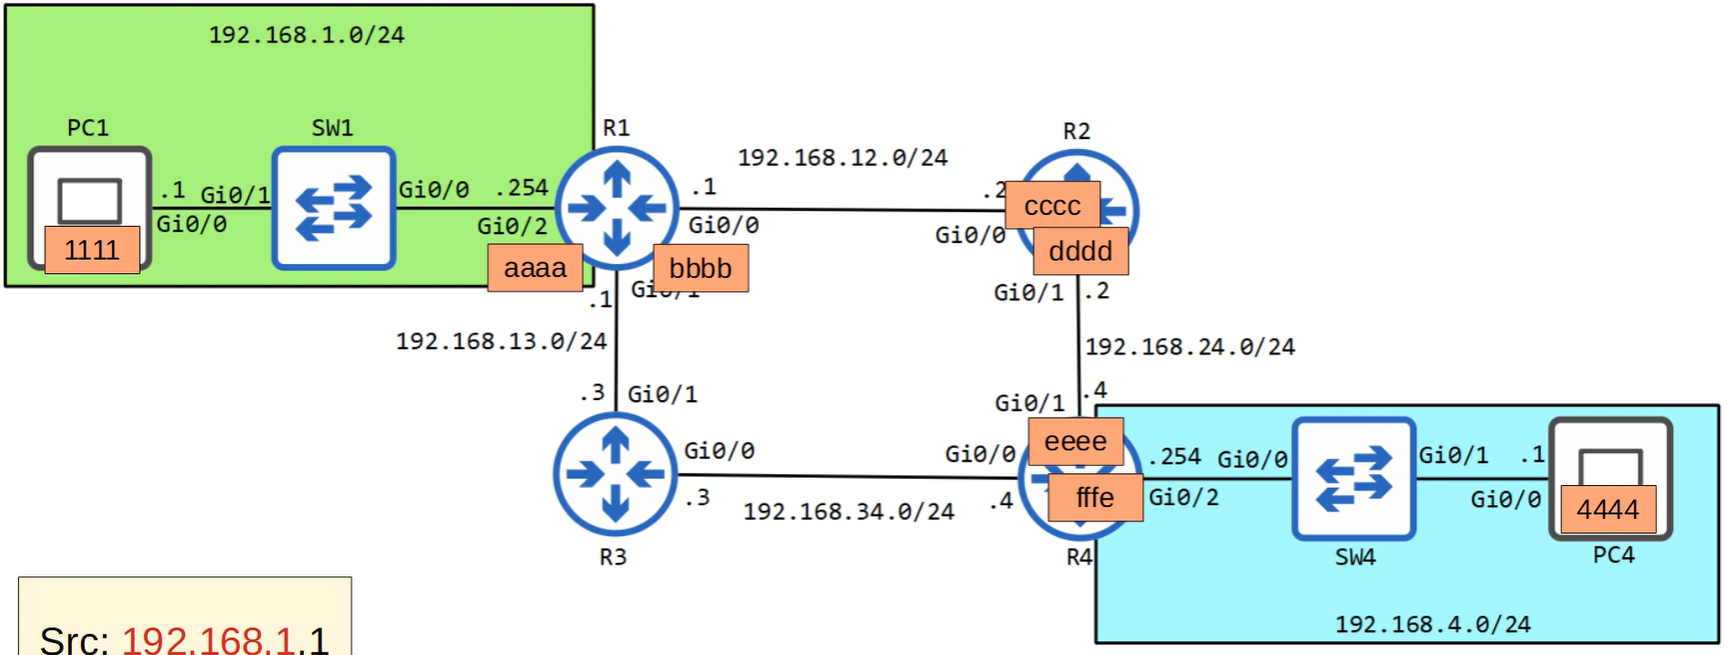 192.168.1.0/24
PC1
SW1
R1
R2
192.168.12.0/24
.1
Gi0/1
Gi0/0
.254
.1
.2
Gi0/0
Gi0/2
Gi0/0
Gi0/0
1111
aaaa
bbbb
cccc
dddd
.1
Gi0/1
Gi0/1
.2
192.168.13.0/24
192.168.24.0/24
.3
Gi0/1
Gi0/1
.4
Gi0/0
Gi0/0
eeee
.254
Gi0/0
Gi0/1
.1
.3
192.168.34.0/24
.4
fffe
Gi0/2
Gi0/0
4444
R3
R4
SW4
PC4
192.168.4.0/24
Src: 192.168.1.1